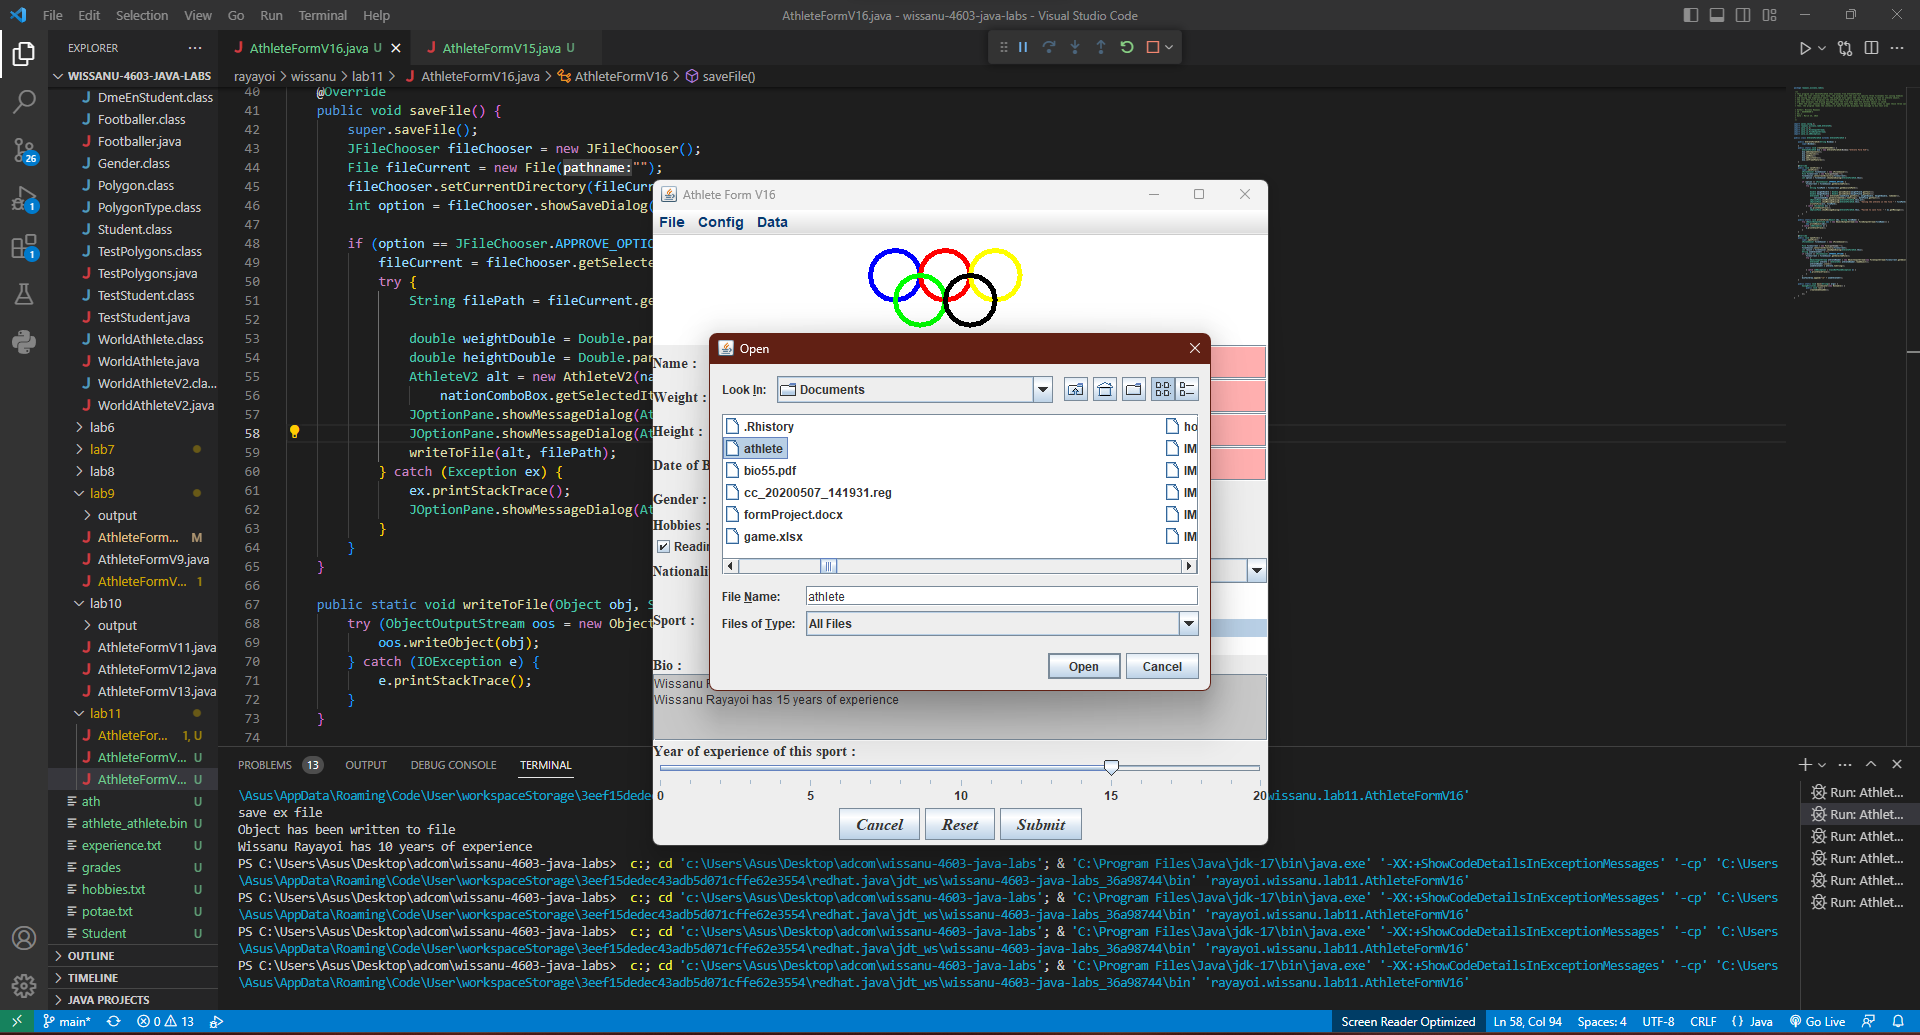 File Edit Selection View Go Run Terminal Help
AthleteFormV16.java - wissanu-4603-java-labs - Visual Studio Code
EXPLORER
AthleteFormV16.java U
AthleteFormV15.java U
WISSANU-4603-JAVA-LABS
rayayoi > wissanu > lab11 > AthleteFormV16.java > AthleteFormV16 > saveFile()
DmeEnStudent.class
Footballer.class
Footballer.java
Gender.class
Polygon.class
PolygonType.class
Student.class
TestPolygons.class
TestPolygons.java
TestStudent.class
TestStudent.java
WorldAthlete.class
WorldAthlete.java
WorldAthleteV2.cla...
WorldAthleteV2.java
lab6
lab7
lab8
lab9
output
AthleteForm... M
AthleteFormV9.java
AthleteFormV... 1
lab10
output
AthleteFormV11.java
AthleteFormV12.java
AthleteFormV13.java
lab11
AthleteFor... 1, U
AthleteFormV... U
AthleteFormV... U
ath U
athlete_athlete.bin U
experience.txt U
grades U
hobbies.txt U
potae.txt U
Student U
OUTLINE
TIMELINE
JAVA PROJECTS
26
1
1
40 @Override
41 public void saveFile() {
42 super.saveFile();
43 JFileChooser fileChooser = new JFileChooser();
44 File fileCurrent = new File(pathname:"");
45 fileChooser.setCurrentDirectory(fileCurr
46 int option = fileChooser.showSaveDialog(
47
48 if (option == JFileChooser.APPROVE_OPTIO
49 fileCurrent = fileChooser.getSelecte
50 try {
51 String filePath = fileCurrent.ge
52
53 double weightDouble = Double.par
54 double heightDouble = Double.par
55 AthleteV2 alt = new AthleteV2(na
56 nationComboBox.getSelectedIt
57 JOptionPane.showMessageDialog(At
58 JOptionPane.showMessageDialog(At
59 writeToFile(alt, filePath);
60 } catch (Exception ex) {
61 ex.printStackTrace();
62 JOptionPane.showMessageDialog(At
63 }
64 }
65 }
66
67 public static void writeToFile(Object obj, S
68 try (ObjectOutputStream oos = new Object
69 oos.writeObject(obj);
70 } catch (IOException e) {
71 e.printStackTrace();
72 }
73 }
74
Athlete Form V16
File Config Data
Name :
Weight :
Height :
Date of B
Gender :
Hobbies :
Readin
Nationali
Sport :
Bio :
Wissanu R
Wissanu Rayayoi has 15 years of experience
Year of experience of this sport :
0 5 10 15 20
Cancel Reset Submit
Open
Look In: Documents
.Rhistory
athlete
bio55.pdf
cc_20200507_141931.reg
formProject.docx
game.xlsx
ho
IM
IM
IM
IM
IM
File Name: athlete
Files of Type: All Files
Open Cancel
PROBLEMS 13 OUTPUT DEBUG CONSOLE TERMINAL
\Asus\AppData\Roaming\Code\User\workspaceStorage\3eef15dede wissanu.lab11.AthleteFormV16'
save ex file
Object has been written to file
Wissanu Rayayoi has 10 years of experience
PS C:\Users\Asus\Desktop\adcom\wissanu-4603-java-labs> c:; cd 'c:\Users\Asus\Desktop\adcom\wissanu-4603-java-labs'; & 'C:\Program Files\Java\jdk-17\bin\java.exe' '-XX:+ShowCodeDetailsInExceptionMessages' '-cp' 'C:\Users
\Asus\AppData\Roaming\Code\User\workspaceStorage\3eef15dedec43adb5d071cffe62e3554\redhat.java\jdt_ws\wissanu-4603-java-labs_36a98744\bin' 'rayayoi.wissanu.lab11.AthleteFormV16'
PS C:\Users\Asus\Desktop\adcom\wissanu-4603-java-labs> c:; cd 'c:\Users\Asus\Desktop\adcom\wissanu-4603-java-labs'; & 'C:\Program Files\Java\jdk-17\bin\java.exe' '-XX:+ShowCodeDetailsInExceptionMessages' '-cp' 'C:\Users
\Asus\AppData\Roaming\Code\User\workspaceStorage\3eef15dedec43adb5d071cffe62e3554\redhat.java\jdt_ws\wissanu-4603-java-labs_36a98744\bin' 'rayayoi.wissanu.lab11.AthleteFormV16'
PS C:\Users\Asus\Desktop\adcom\wissanu-4603-java-labs> c:; cd 'c:\Users\Asus\Desktop\adcom\wissanu-4603-java-labs'; & 'C:\Program Files\Java\jdk-17\bin\java.exe' '-XX:+ShowCodeDetailsInExceptionMessages' '-cp' 'C:\Users
\Asus\AppData\Roaming\Code\User\workspaceStorage\3eef15dedec43adb5d071cffe62e3554\redhat.java\jdt_ws\wissanu-4603-java-labs_36a98744\bin' 'rayayoi.wissanu.lab11.AthleteFormV16'
PS C:\Users\Asus\Desktop\adcom\wissanu-4603-java-labs> c:; cd 'c:\Users\Asus\Desktop\adcom\wissanu-4603-java-labs'; & 'C:\Program Files\Java\jdk-17\bin\java.exe' '-XX:+ShowCodeDetailsInExceptionMessages' '-cp' 'C:\Users
\Asus\AppData\Roaming\Code\User\workspaceStorage\3eef15dedec43adb5d071cffe62e3554\redhat.java\jdt_ws\wissanu-4603-java-labs_36a98744\bin' 'rayayoi.wissanu.lab11.AthleteFormV16'
Run: Athlet...
Run: Athlet...
Run: Athlet...
Run: Athlet...
Run: Athlet...
Run: Athlet...
main* 0 13
Screen Reader Optimized Ln 58, Col 94 Spaces: 4 UTF-8 CRLF {} Java Go Live